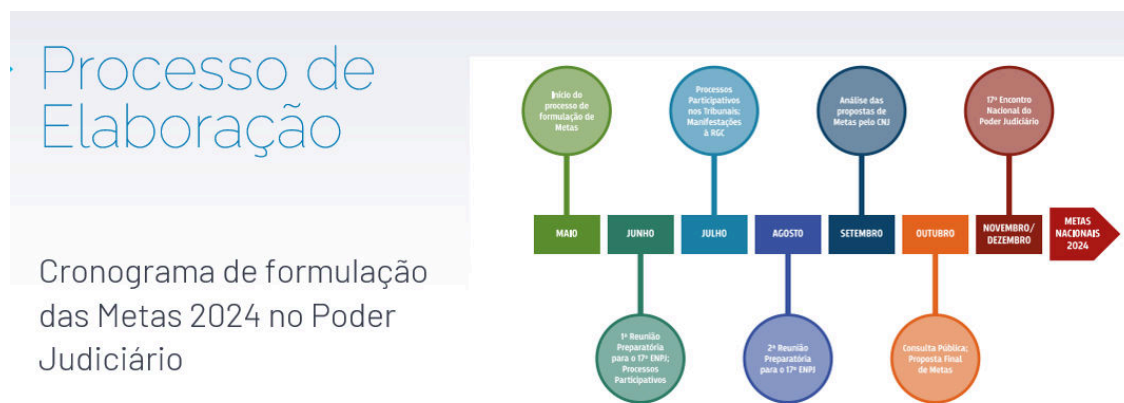 Processo de
Elaboração
Cronograma de formulação
das Metas 2024 no Poder
Judiciário
Início do
processo de
formulação de
Metas
Processos
Participativos
nos Tribunais;
Manifestações
à RGC
Análise das
propostas de
Metas pelo CNJ
17º Encontro
Nacional do
Poder Judiciário
MAIO
JUNHO
JULHO
AGOSTO
SETEMBRO
OUTUBRO
NOVEMBRO/
DEZEMBRO
METAS
NACIONAIS
2024
1ª Reunião
Preparatória
para o 17º ENPJ;
Processos
Participativos
2ª Reunião
Preparatória
para o 17º ENPJ
Consulta Pública;
Proposta Final
de Metas